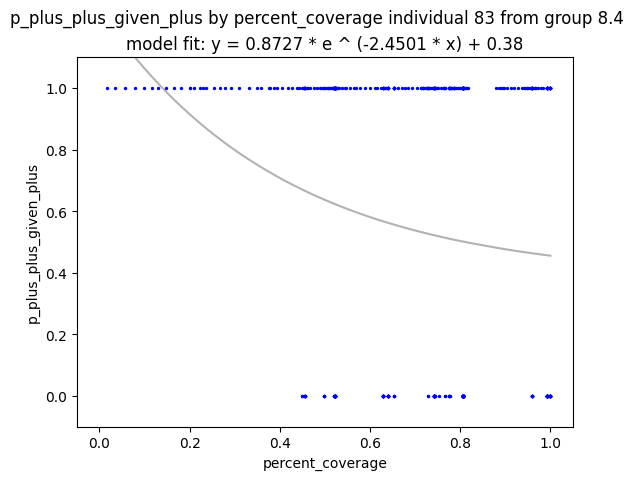 p_plus_plus_given_plus by percent_coverage individual 83 from group 8.4
model fit: y = 0.8727 * e ^ (-2.4501 * x) + 0.38
1.0
0.8
0.6
0.4
0.2
0.0
p_plus_plus_given_plus
0.0 0.2 0.4 0.6 0.8 1.0
percent_coverage